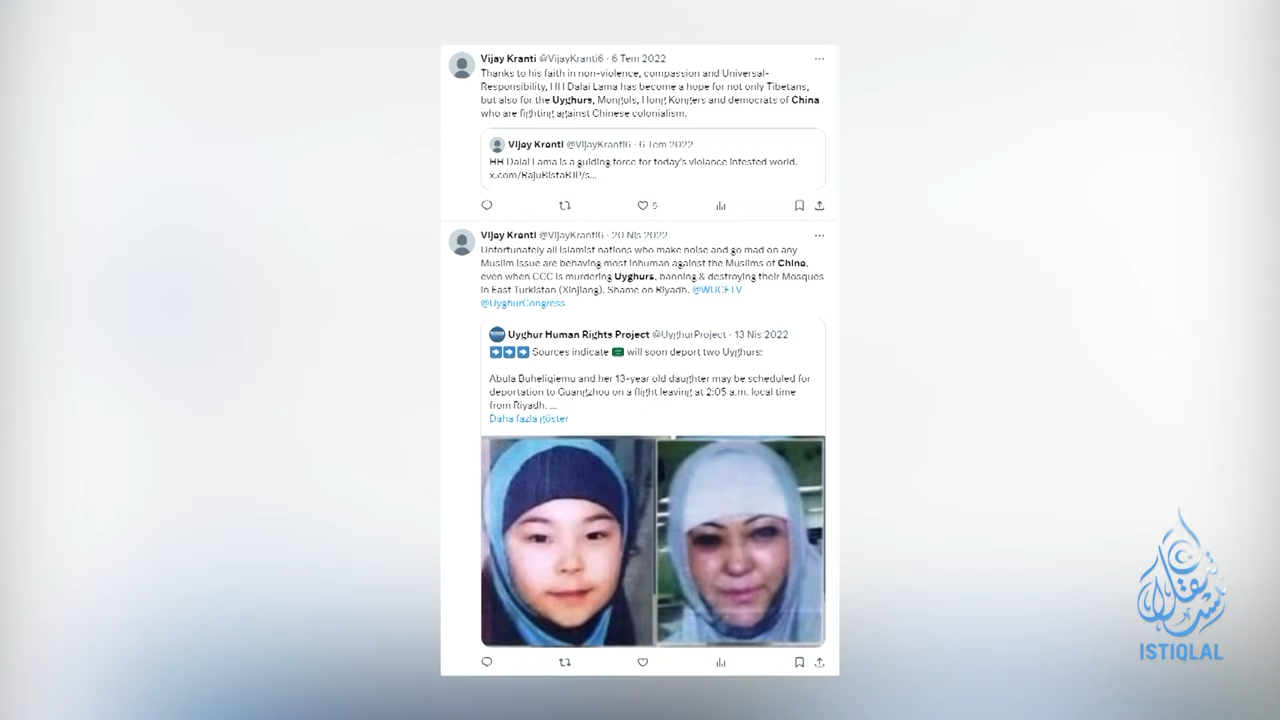 Vijay Kranti @VijayKranti6 · 6 Tem 2022
Thanks to his faith in non-violence, compassion and Universal-
Responsibility, HH Dalai Lama has become a hope for not only Tibetans,
but also for the Uyghurs, Mongols, Hong Kongers and democrats of China
who are fighting against Chinese colonialism.
Vijay Kranti @VijayKranti6 · 6 Tem 2022
HH Dalai Lama is a guiding force for today's violance infested world.
x.com/RajuBistaBJP/s...
5
Vijay Kranti @VijayKranti6 · 20 Nis 2022
Unfortunately all Islamist nations who make noise and go mad on any
Muslim issue are behaving most inhuman against the Muslims of China,
even when CCC is murdering Uyghurs, banning & destroying their Mosques
in East Turkistan (Xinjiang). Shame on Riyadh. @WUCETV
@UyghurCongress
Uyghur Human Rights Project @UyghurProject · 13 Nis 2022
Sources indicate will soon deport two Uyghurs:
Abula Buheliqiemu and her 13-year old daughter may be scheduled for
deportation to Guangzhou on a flight leaving at 2:05 a.m. local time
from Riyadh. ...
Daha fazla göster
استقلال
ISTIQLAL